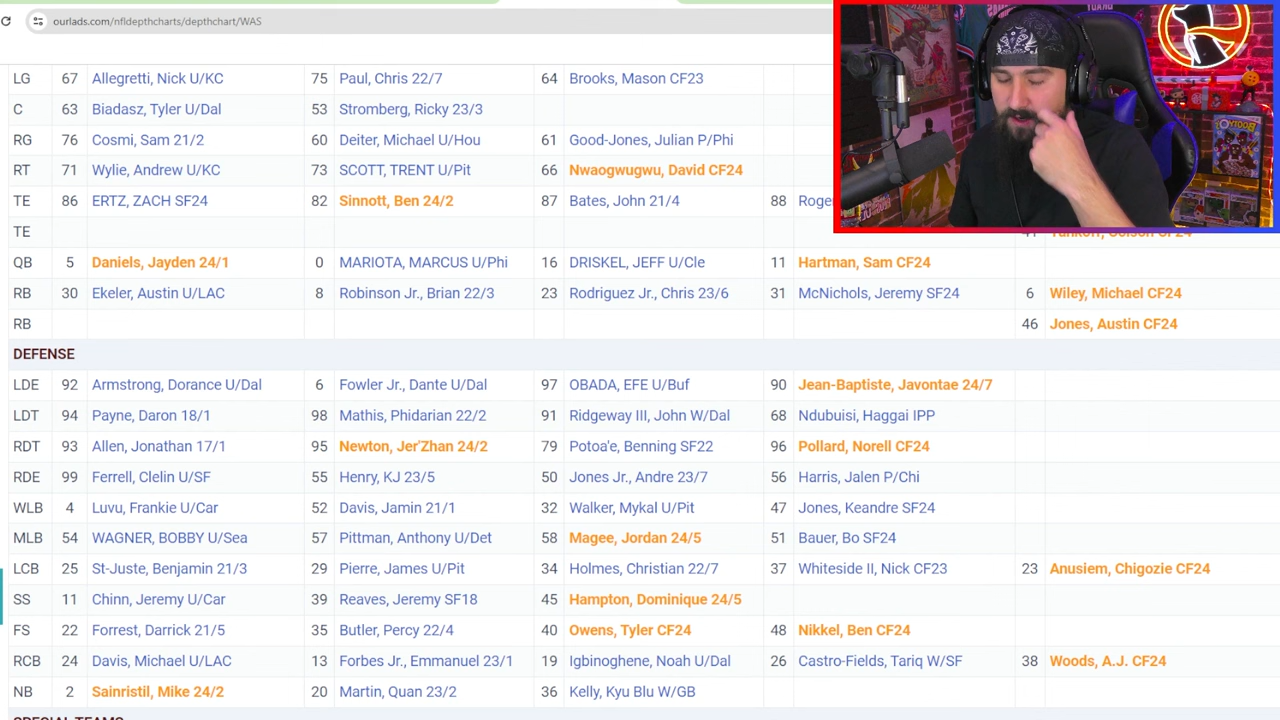 ourlads.com/nfldepthcharts/depthchart/WAS
LG 67 Allegretti, Nick U/KC 75 Paul, Chris 22/7 64 Brooks, Mason CF23
C 63 Biadasz, Tyler U/Dal 53 Stromberg, Ricky 23/3
RG 76 Cosmi, Sam 21/2 60 Deiter, Michael U/Hou 61 Good-Jones, Julian P/Phi
RT 71 Wylie, Andrew U/KC 73 SCOTT, TRENT U/Pit 66 Nwaogwugwu, David CF24
TE 86 ERTZ, ZACH SF24 82 Sinnott, Ben 24/2 87 Bates, John 21/4 88 Roge
TE
QB 5 Daniels, Jayden 24/1 0 MARIOTA, MARCUS U/Phi 16 DRISKEL, JEFF U/Cle 11 Hartman, Sam CF24
RB 30 Ekeler, Austin U/LAC 8 Robinson Jr., Brian 22/3 23 Rodriguez Jr., Chris 23/6 31 McNichols, Jeremy SF24 6 Wiley, Michael CF24
RB 46 Jones, Austin CF24
DEFENSE
LDE 92 Armstrong, Dorance U/Dal 6 Fowler Jr., Dante U/Dal 97 OBADA, EFE U/Buf 90 Jean-Baptiste, Javontae 24/7
LDT 94 Payne, Daron 18/1 98 Mathis, Phidarian 22/2 91 Ridgeway III, John W/Dal 68 Ndubuisi, Haggai IPP
RDT 93 Allen, Jonathan 17/1 95 Newton, Jer'Zhan 24/2 79 Potoa'e, Benning SF22 96 Pollard, Norell CF24
RDE 99 Ferrell, Clelin U/SF 55 Henry, KJ 23/5 50 Jones Jr., Andre 23/7 56 Harris, Jalen P/Chi
WLB 4 Luvu, Frankie U/Car 52 Davis, Jamin 21/1 32 Walker, Mykal U/Pit 47 Jones, Keandre SF24
MLB 54 WAGNER, BOBBY U/Sea 57 Pittman, Anthony U/Det 58 Magee, Jordan 24/5 51 Bauer, Bo SF24
LCB 25 St-Juste, Benjamin 21/3 29 Pierre, James U/Pit 34 Holmes, Christian 22/7 37 Whiteside II, Nick CF23 23 Anusiem, Chigozie CF24
SS 11 Chinn, Jeremy U/Car 39 Reaves, Jeremy SF18 45 Hampton, Dominique 24/5
FS 22 Forrest, Darrick 21/5 35 Butler, Percy 22/4 40 Owens, Tyler CF24 48 Nikkel, Ben CF24
RCB 24 Davis, Michael U/LAC 13 Forbes Jr., Emmanuel 23/1 19 Igbinoghene, Noah U/Dal 26 Castro-Fields, Tariq W/SF 38 Woods, A.J. CF24
NB 2 Sainristil, Mike 24/2 20 Martin, Quan 23/2 36 Kelly, Kyu Blu W/GB
SPECIAL TEAMS